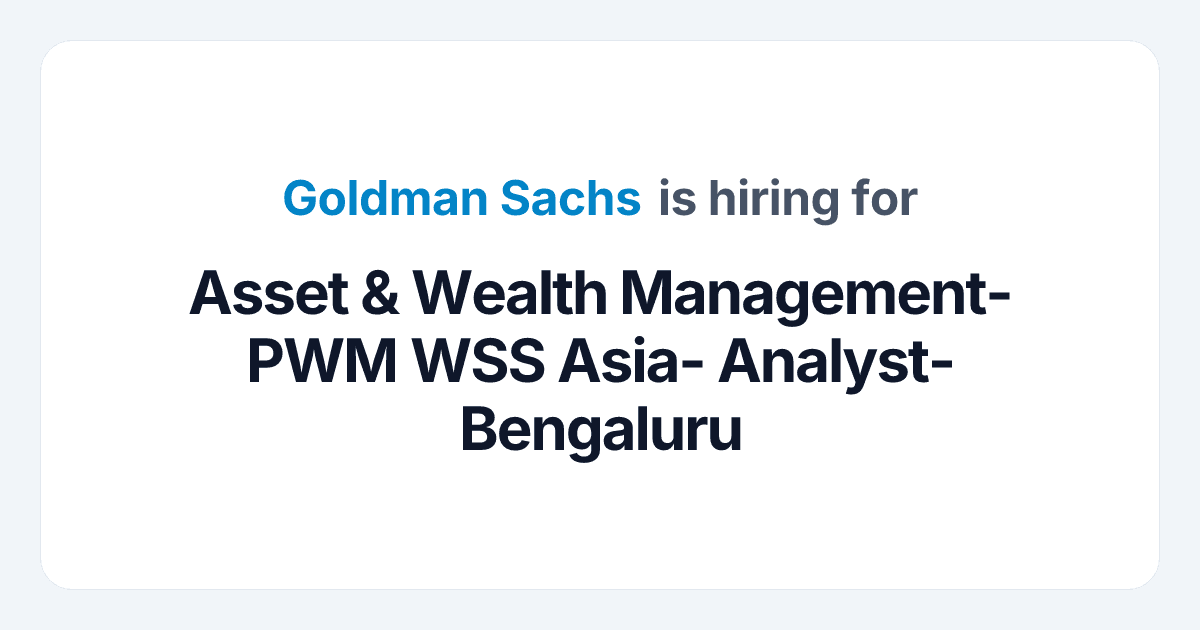 Goldman Sachs is hiring for
Asset & Wealth Management-
PWM WSS Asia- Analyst-
Bengaluru